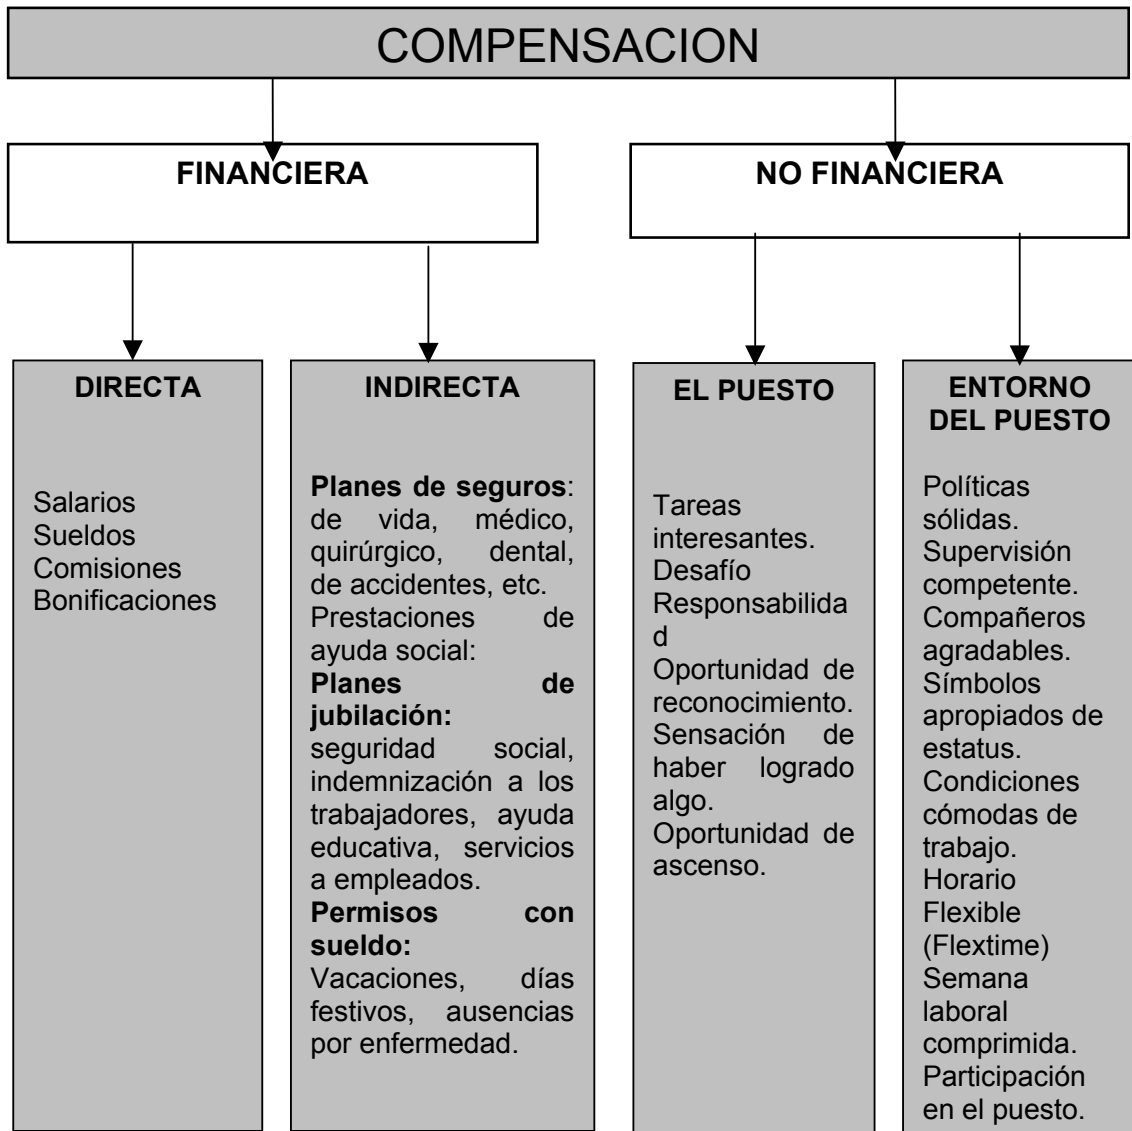 COMPENSACION
FINANCIERA
NO FINANCIERA
DIRECTA
Salarios
Sueldos
Comisiones
Bonificaciones
INDIRECTA
Planes de seguros:
de vida, médico,
quirúrgico, dental,
de accidentes, etc.
Prestaciones de
ayuda social:
Planes de
jubilación:
seguridad social,
indemnización a los
trabajadores, ayuda
educativa, servicios
a empleados.
Permisos con
sueldo:
Vacaciones, días
festivos, ausencias
por enfermedad.
EL PUESTO
Tareas
interesantes.
Desafío
Responsabilida
d
Oportunidad de
reconocimiento.
Sensación de
haber logrado
algo.
Oportunidad de
ascenso.
ENTORNO
DEL PUESTO
Políticas
sólidas.
Supervisión
competente.
Compañeros
agradables.
Símbolos
apropiados de
estatus.
Condiciones
cómodas de
trabajo.
Horario
Flexible
(Flextime)
Semana
laboral
comprimida.
Participación
en el puesto.